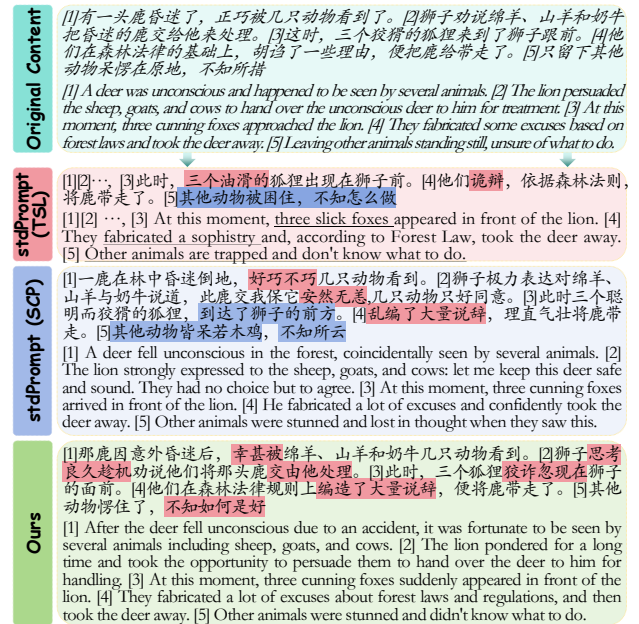 Original Content
[1]有一头鹿昏迷了，正巧被几只动物看到了。[2]狮子劝说绵羊、山羊和奶牛
把昏迷的鹿交给他来处理。[3]这时，三个狡猾的狐狸来到了狮子跟前。[4]他
们在森林法律的基础上，胡诌了一些理由，便把鹿给带走了。[5]只留下其他
动物呆愣在原地，不知所措
[1] A deer was unconscious and happened to be seen by several animals. [2] The lion persuaded
the sheep, goats, and cows to hand over the unconscious deer to him for treatment. [3] At this
moment, three cunning foxes approached the lion. [4] They fabricated some excuses based on
forest laws and took the deer away. [5] Leaving other animals standing still, unsure of what to do.
stdPrompt (TSL)
[1][2]…, [3]此时，三个油滑的狐狸出现在狮子前。[4]他们诡辩，依据森林法则，
将鹿带走了。[5]其他动物被困住，不知怎么做
[1][2] …, [3] At this moment, three slick foxes appeared in front of the lion. [4]
They fabricated a sophistry and, according to Forest Law, took the deer away.
[5] Other animals are trapped and don't know what to do.
stdPrompt (SCP)
[1]一鹿在林中昏迷倒地，好巧不巧几只动物看到。[2]狮子极力表达对绵羊、
山羊与奶牛说道，此鹿交我保它安然无恙,几只动物只好同意。[3]此时三个聪
明而狡猾的狐狸，到达了狮子的前方。[4]乱编了大量说辞，理直气壮将鹿带
走。[5]其他动物皆呆若木鸡，不知所云
[1] A deer fell unconscious in the forest, coincidentally seen by several animals. [2]
The lion strongly expressed to the sheep, goats, and cows: let me keep this deer safe
and sound. They had no choice but to agree. [3] At this moment, three cunning foxes
arrived in front of the lion. [4] He fabricated a lot of excuses and confidently took the
deer away. [5] Other animals were stunned and lost in thought when they saw this.
Ours
[1]那鹿因意外昏迷后，幸甚被绵羊、山羊和奶牛几只动物看到。[2]狮子思考
良久趁机劝说他们将那头鹿交由他处理。[3]此时，三个狐狸狡诈忽现在狮子
的面前。[4]他们在森林法律规则上编造了大量说辞，便将鹿带走了。[5]其他
动物愣住了，不知如何是好
[1] After the deer fell unconscious due to an accident, it was fortunate to be seen by
several animals including sheep, goats, and cows. [2] The lion pondered for a long
time and took the opportunity to persuade them to hand over the deer to him for
handling. [3] At this moment, three cunning foxes suddenly appeared in front of the
lion. [4] They fabricated a lot of excuses about forest laws and regulations, and then
took the deer away. [5] Other animals were stunned and didn't know what to do.